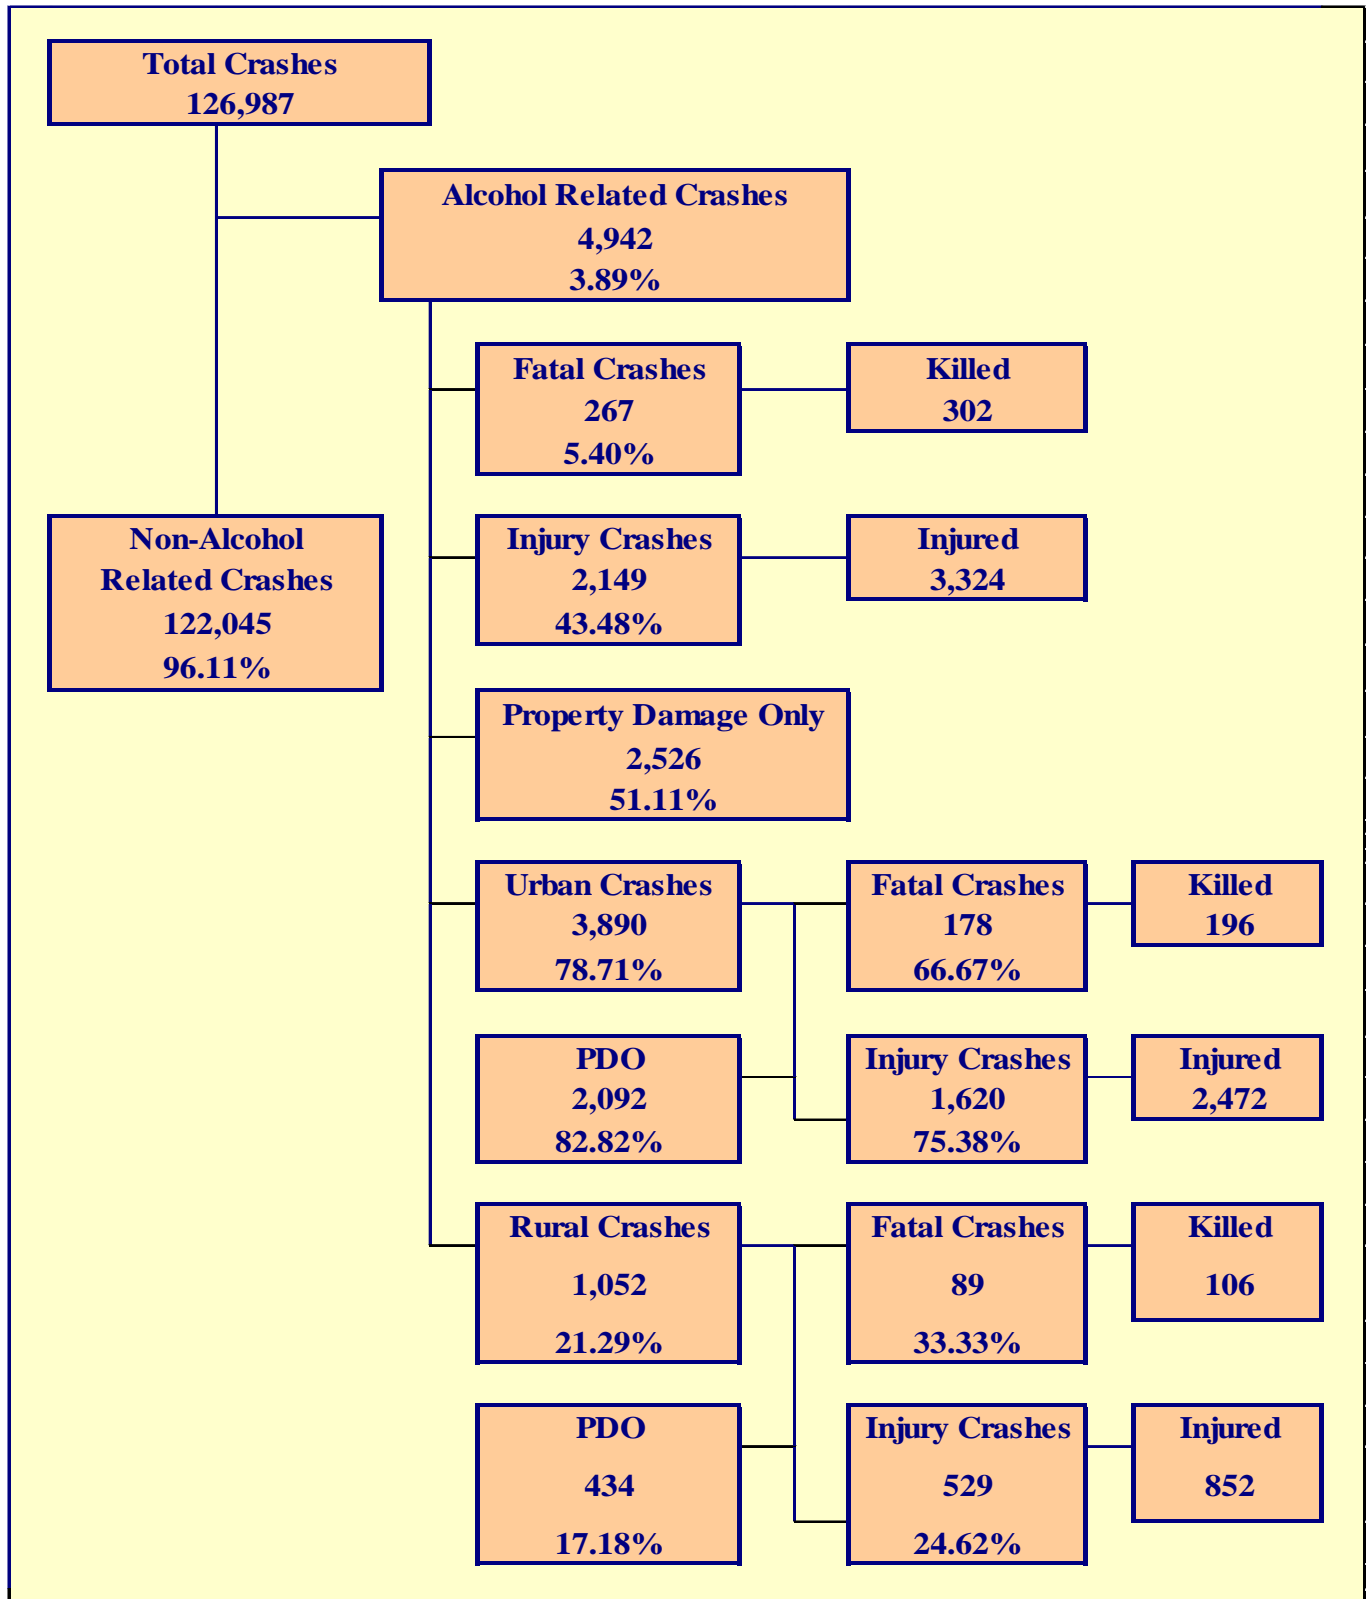 Total Crashes
126,987
Alcohol Related Crashes
4,942
3.89%
Fatal Crashes
267
5.40%
Killed
302
Non-Alcohol
Related Crashes
122,045
96.11%
Injury Crashes
2,149
43.48%
Injured
3,324
Property Damage Only
2,526
51.11%
Urban Crashes
3,890
78.71%
Fatal Crashes
178
66.67%
Killed
196
PDO
2,092
82.82%
Injury Crashes
1,620
75.38%
Injured
2,472
Rural Crashes
1,052
21.29%
Fatal Crashes
89
33.33%
Killed
106
PDO
434
17.18%
Injury Crashes
529
24.62%
Injured
852